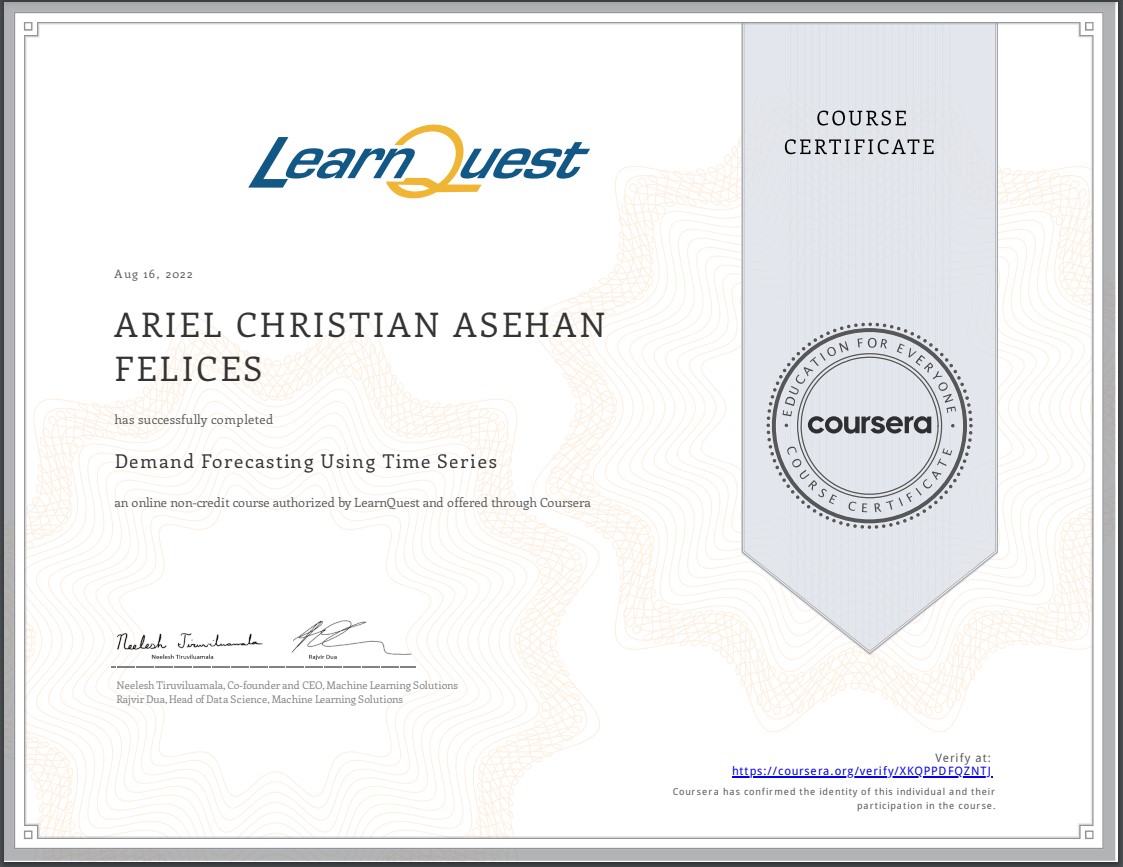 LearnQuest
COURSE
CERTIFICATE
Aug 16, 2022
ARIEL CHRISTIAN ASEHAN
FELICES
has successfully completed
Demand Forecasting Using Time Series
an online non-credit course authorized by LearnQuest and offered through Coursera
EDUCATION FOR EVERYONE
coursera
COURSE CERTIFICATE
Neelesh Tiruviluamala
Neelesh Tiruviluamala
Rajvir Dua
Neelesh Tiruviluamala, Co-founder and CEO, Machine Learning Solutions
Rajvir Dua, Head of Data Science, Machine Learning Solutions
Verify at:
https://coursera.org/verify/XKQPPDFQZNTJ
Coursera has confirmed the identity of this individual and their
participation in the course.